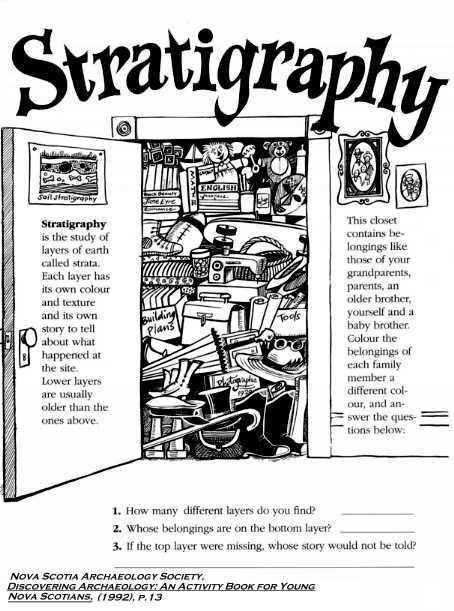 Stratigraphy
Soil Stratigraphy
Stratigraphy
is the study of
layers of earth
called strata.
Each layer has
its own colour
and texture
and its own
story to tell
about what
happened at
the site.
Lower layers
are usually
older than the
ones above.
MATH
ENGLISH
Black Beauty
Jane Eyre
Building
Plans
Tools
Photographs
This closet
contains be-
longings like
those of your
grandparents,
parents, an
older brother,
yourself and a
baby brother.
Colour the
belongings of
each family
member a
different col-
our, and an-
swer the ques-
tions below:
1. How many different layers do you find?
2. Whose belongings are on the bottom layer?
3. If the top layer were missing, whose story would not be told?
NOVA SCOTIA ARCHAEOLOGY SOCIETY,
DISCOVERING ARCHAEOLOGY: AN ACTIVITY BOOK FOR YOUNG
NOVA SCOTIANS, (1992), P.13